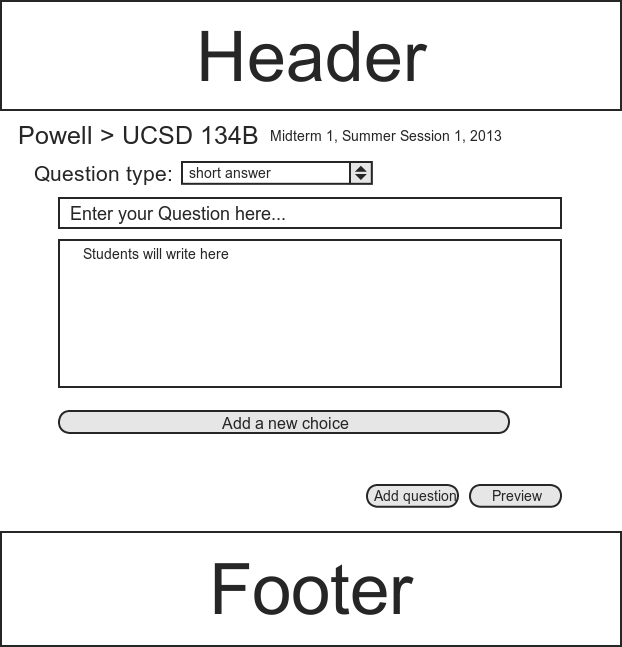 Header
Powell > UCSD 134B Midterm 1, Summer Session 1, 2013
Question type: short answer
Enter your Question here...
Students will write here
Add a new choice
Add question Preview
Footer